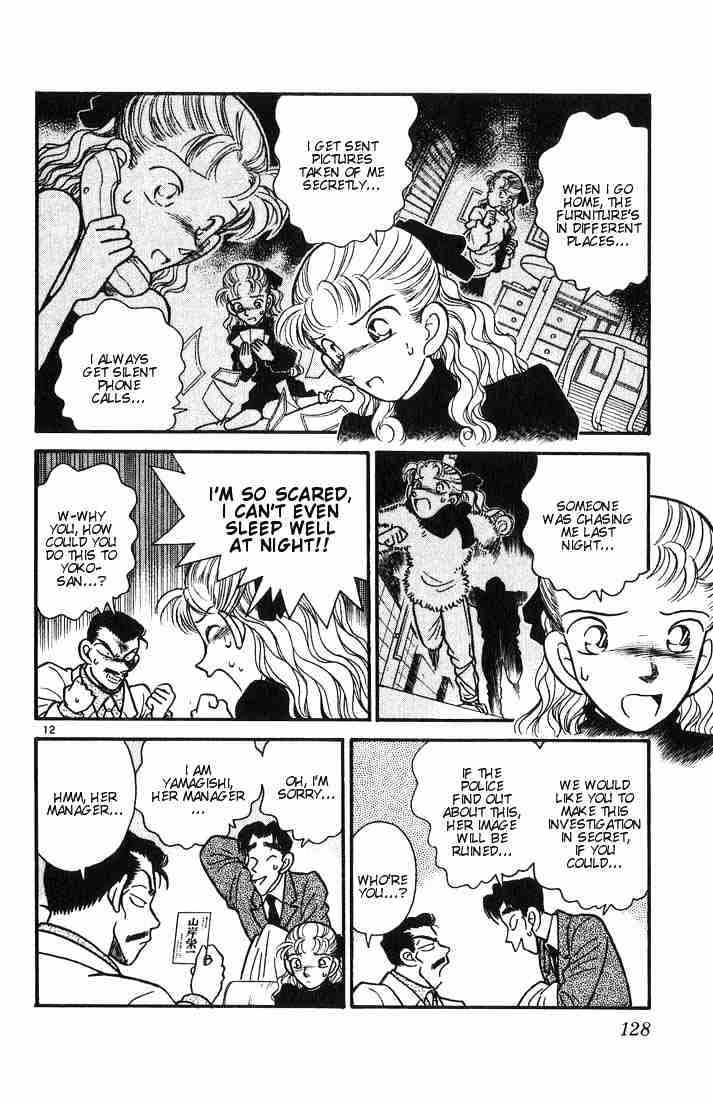 WHEN I GO
HOME, THE
FURNITURE'S
IN DIFFERENT
PLACES...
I GET SENT
PICTURES
TAKEN OF ME
SECRETLY...
I ALWAYS
GET SILENT
PHONE
CALLS...
SOMEONE
WAS CHASING
ME LAST
NIGHT...
I'M SO SCARED,
I CAN'T EVEN
SLEEP WELL
AT NIGHT!!
W-WHY
YOU, HOW
COULD YOU
DO THIS TO
YOKO-
SAN...?
12
WE WOULD
LIKE YOU TO
MAKE THIS
INVESTIGATION
IN SECRET,
IF YOU
COULD...
IF THE
POLICE
FIND OUT
ABOUT THIS,
HER IMAGE
WILL BE
RUINED...
WHO'RE
YOU...?
OH, I'M
SORRY...
I AM
YAMAGISHI,
HER MANAGER
...
HMM, HER
MANAGER...
山岸栄一
128